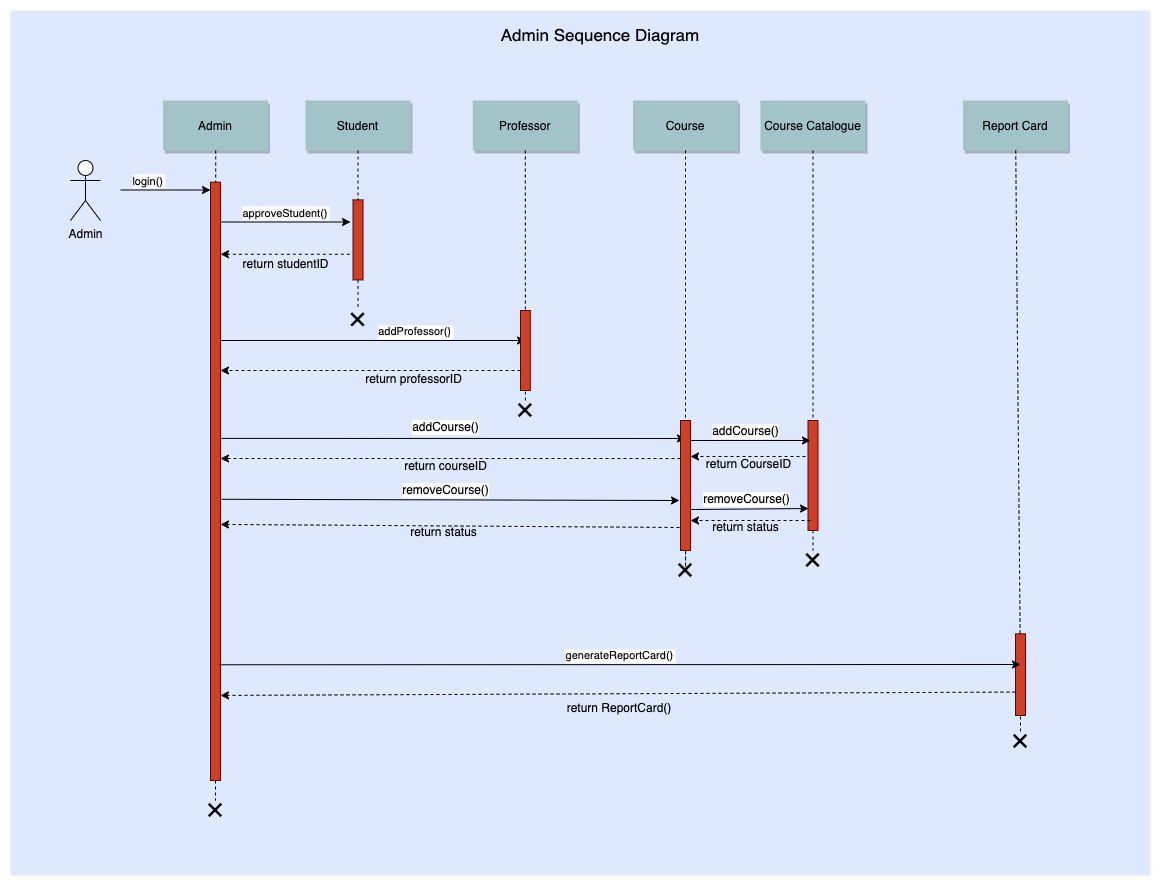 Admin Sequence Diagram
Admin
Student
Professor
Course
Course Catalogue
Report Card
login()
approveStudent()
Admin
return studentID
addProfessor()
return professorID
addCourse()
addCourse()
return courseID
return CourseID
removeCourse()
removeCourse()
return status
return status
generateReportCard()
return ReportCard()